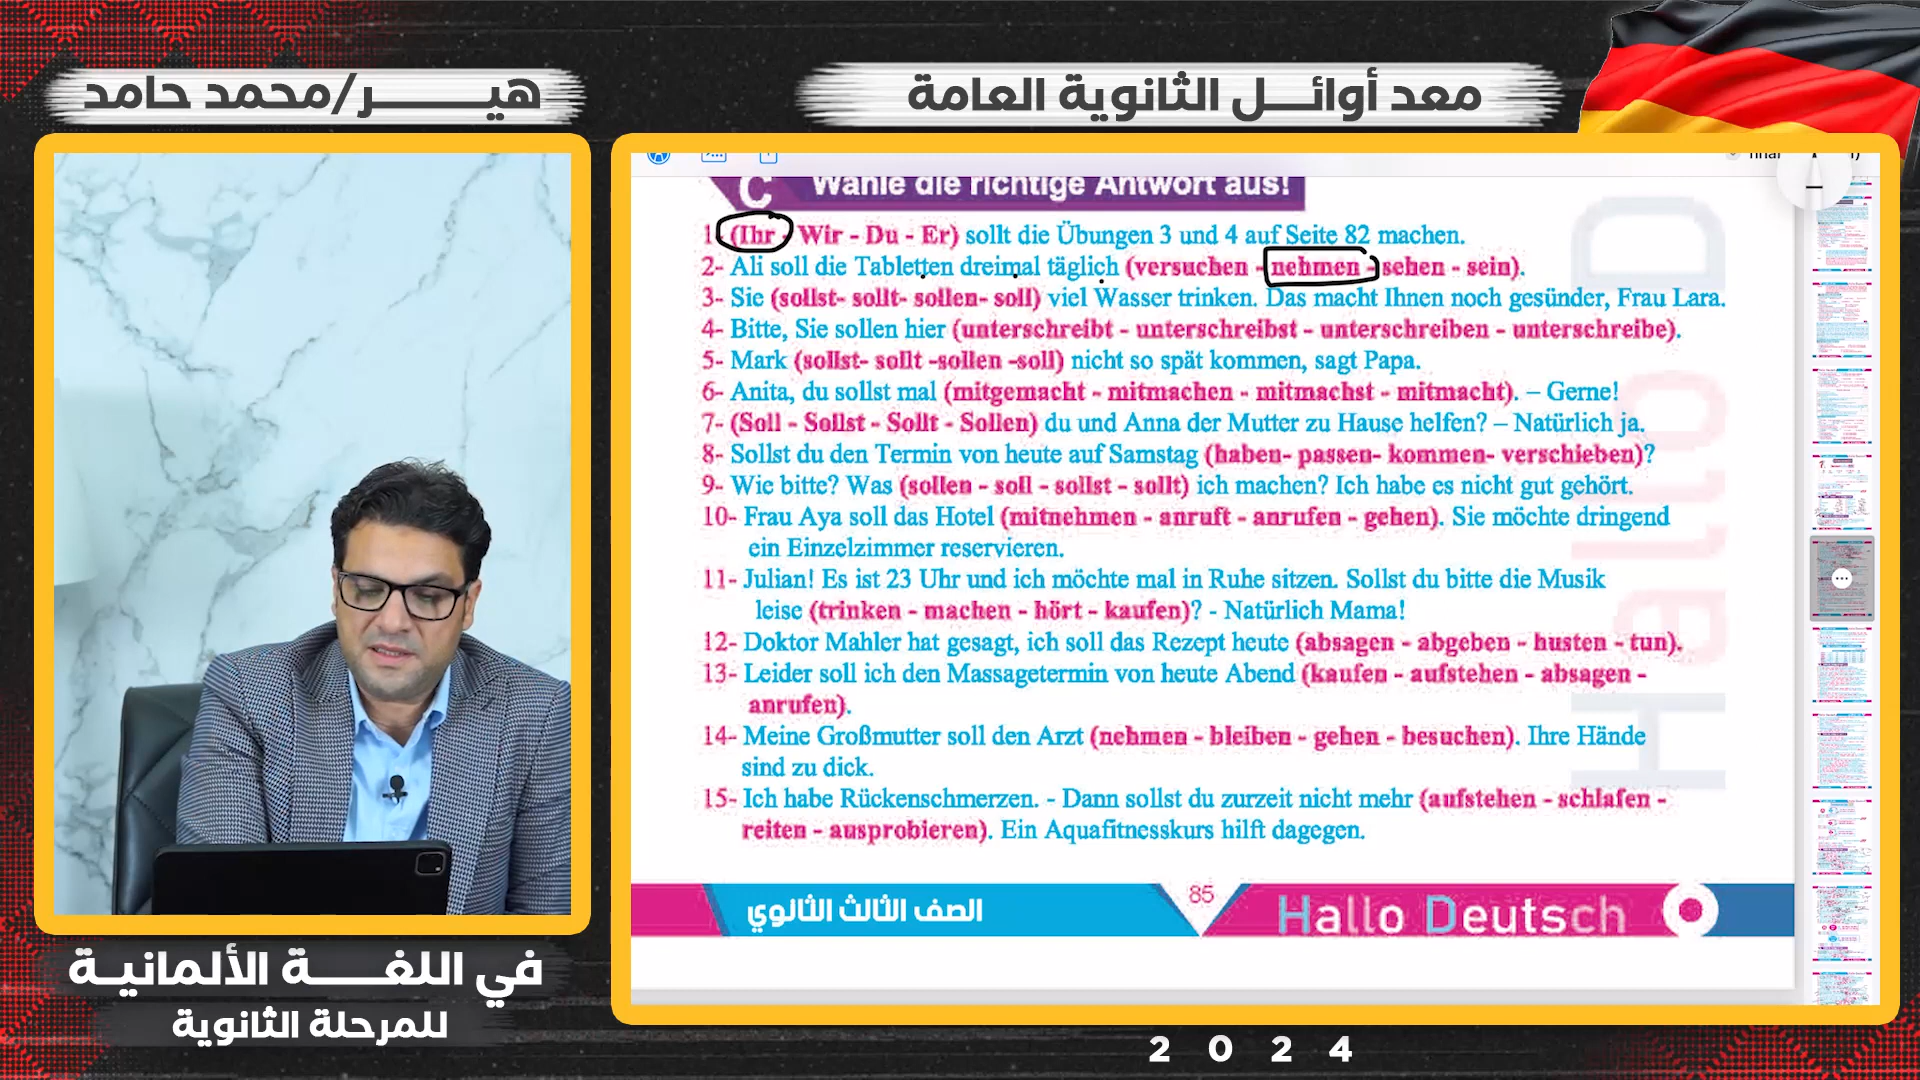 هيـــــــر/محمد حامد
معد أوائـــل الثانوية العامة
C Wähle die richtige Antwort aus!
1- (Ihr - Wir - Du - Er) sollt die Übungen 3 und 4 auf Seite 82 machen.
2- Ali soll die Tabletten dreimal täglich (versuchen - nehmen - sehen - sein).
3- Sie (sollst- sollt- sollen- soll) viel Wasser trinken. Das macht Ihnen noch gesünder, Frau Lara.
4- Bitte, Sie sollen hier (unterschreibt - unterschreibst - unterschreiben - unterschreibe).
5- Mark (sollst- sollt -sollen -soll) nicht so spät kommen, sagt Papa.
6- Anita, du sollst mal (mitgemacht - mitmachen - mitmachst - mitmacht). – Gerne!
7- (Soll - Sollst - Sollt - Sollen) du und Anna der Mutter zu Hause helfen? – Natürlich ja.
8- Sollst du den Termin von heute auf Samstag (haben- passen- kommen- verschieben)?
9- Wie bitte? Was (sollen - soll - sollst - sollt) ich machen? Ich habe es nicht gut gehört.
10- Frau Aya soll das Hotel (mitnehmen - anruft - anrufen - gehen). Sie möchte dringend
ein Einzelzimmer reservieren.
11- Julian! Es ist 23 Uhr und ich möchte mal in Ruhe sitzen. Sollst du bitte die Musik
leise (trinken - machen - hört - kaufen)? - Natürlich Mama!
12- Doktor Mahler hat gesagt, ich soll das Rezept heute (absagen - abgeben - husten - tun).
13- Leider soll ich den Massagetermin von heute Abend (kaufen - aufstehen - absagen -
anrufen).
14- Meine Großmutter soll den Arzt (nehmen - bleiben - gehen - besuchen). Ihre Hände
sind zu dick.
15- Ich habe Rückenschmerzen. - Dann sollst du zurzeit nicht mehr (aufstehen - schlafen -
reiten - ausprobieren). Ein Aquafitnesskurs hilft dagegen.
Hallo D
الصف الثالث الثانوي
85
Hallo Deutsch
في اللغـــــة الألمانيـة
للمرحلة الثانوية
2024